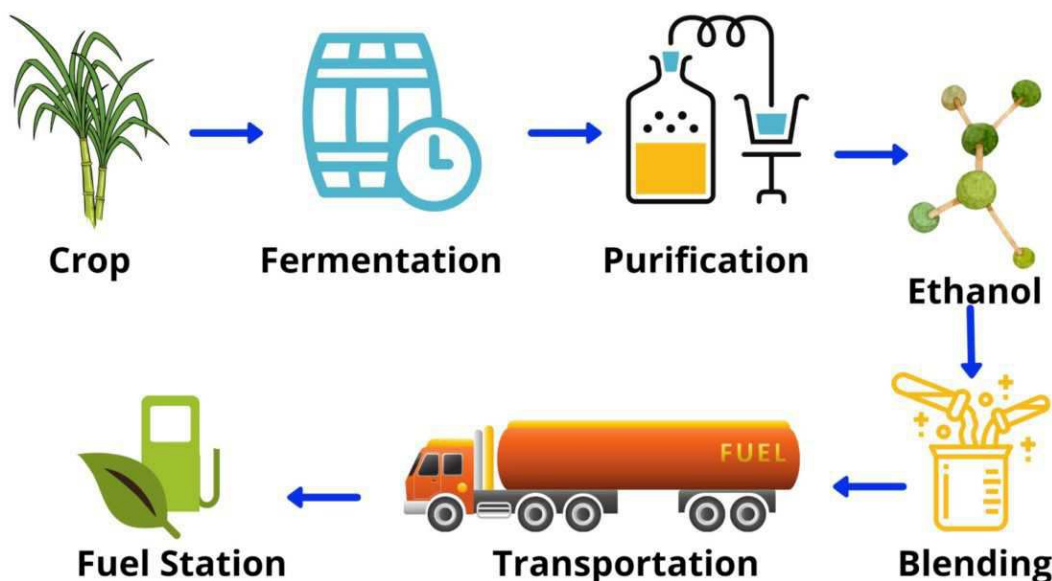 Crop
Fermentation
Purification
Ethanol
FUEL
Fuel Station
Transportation
Blending